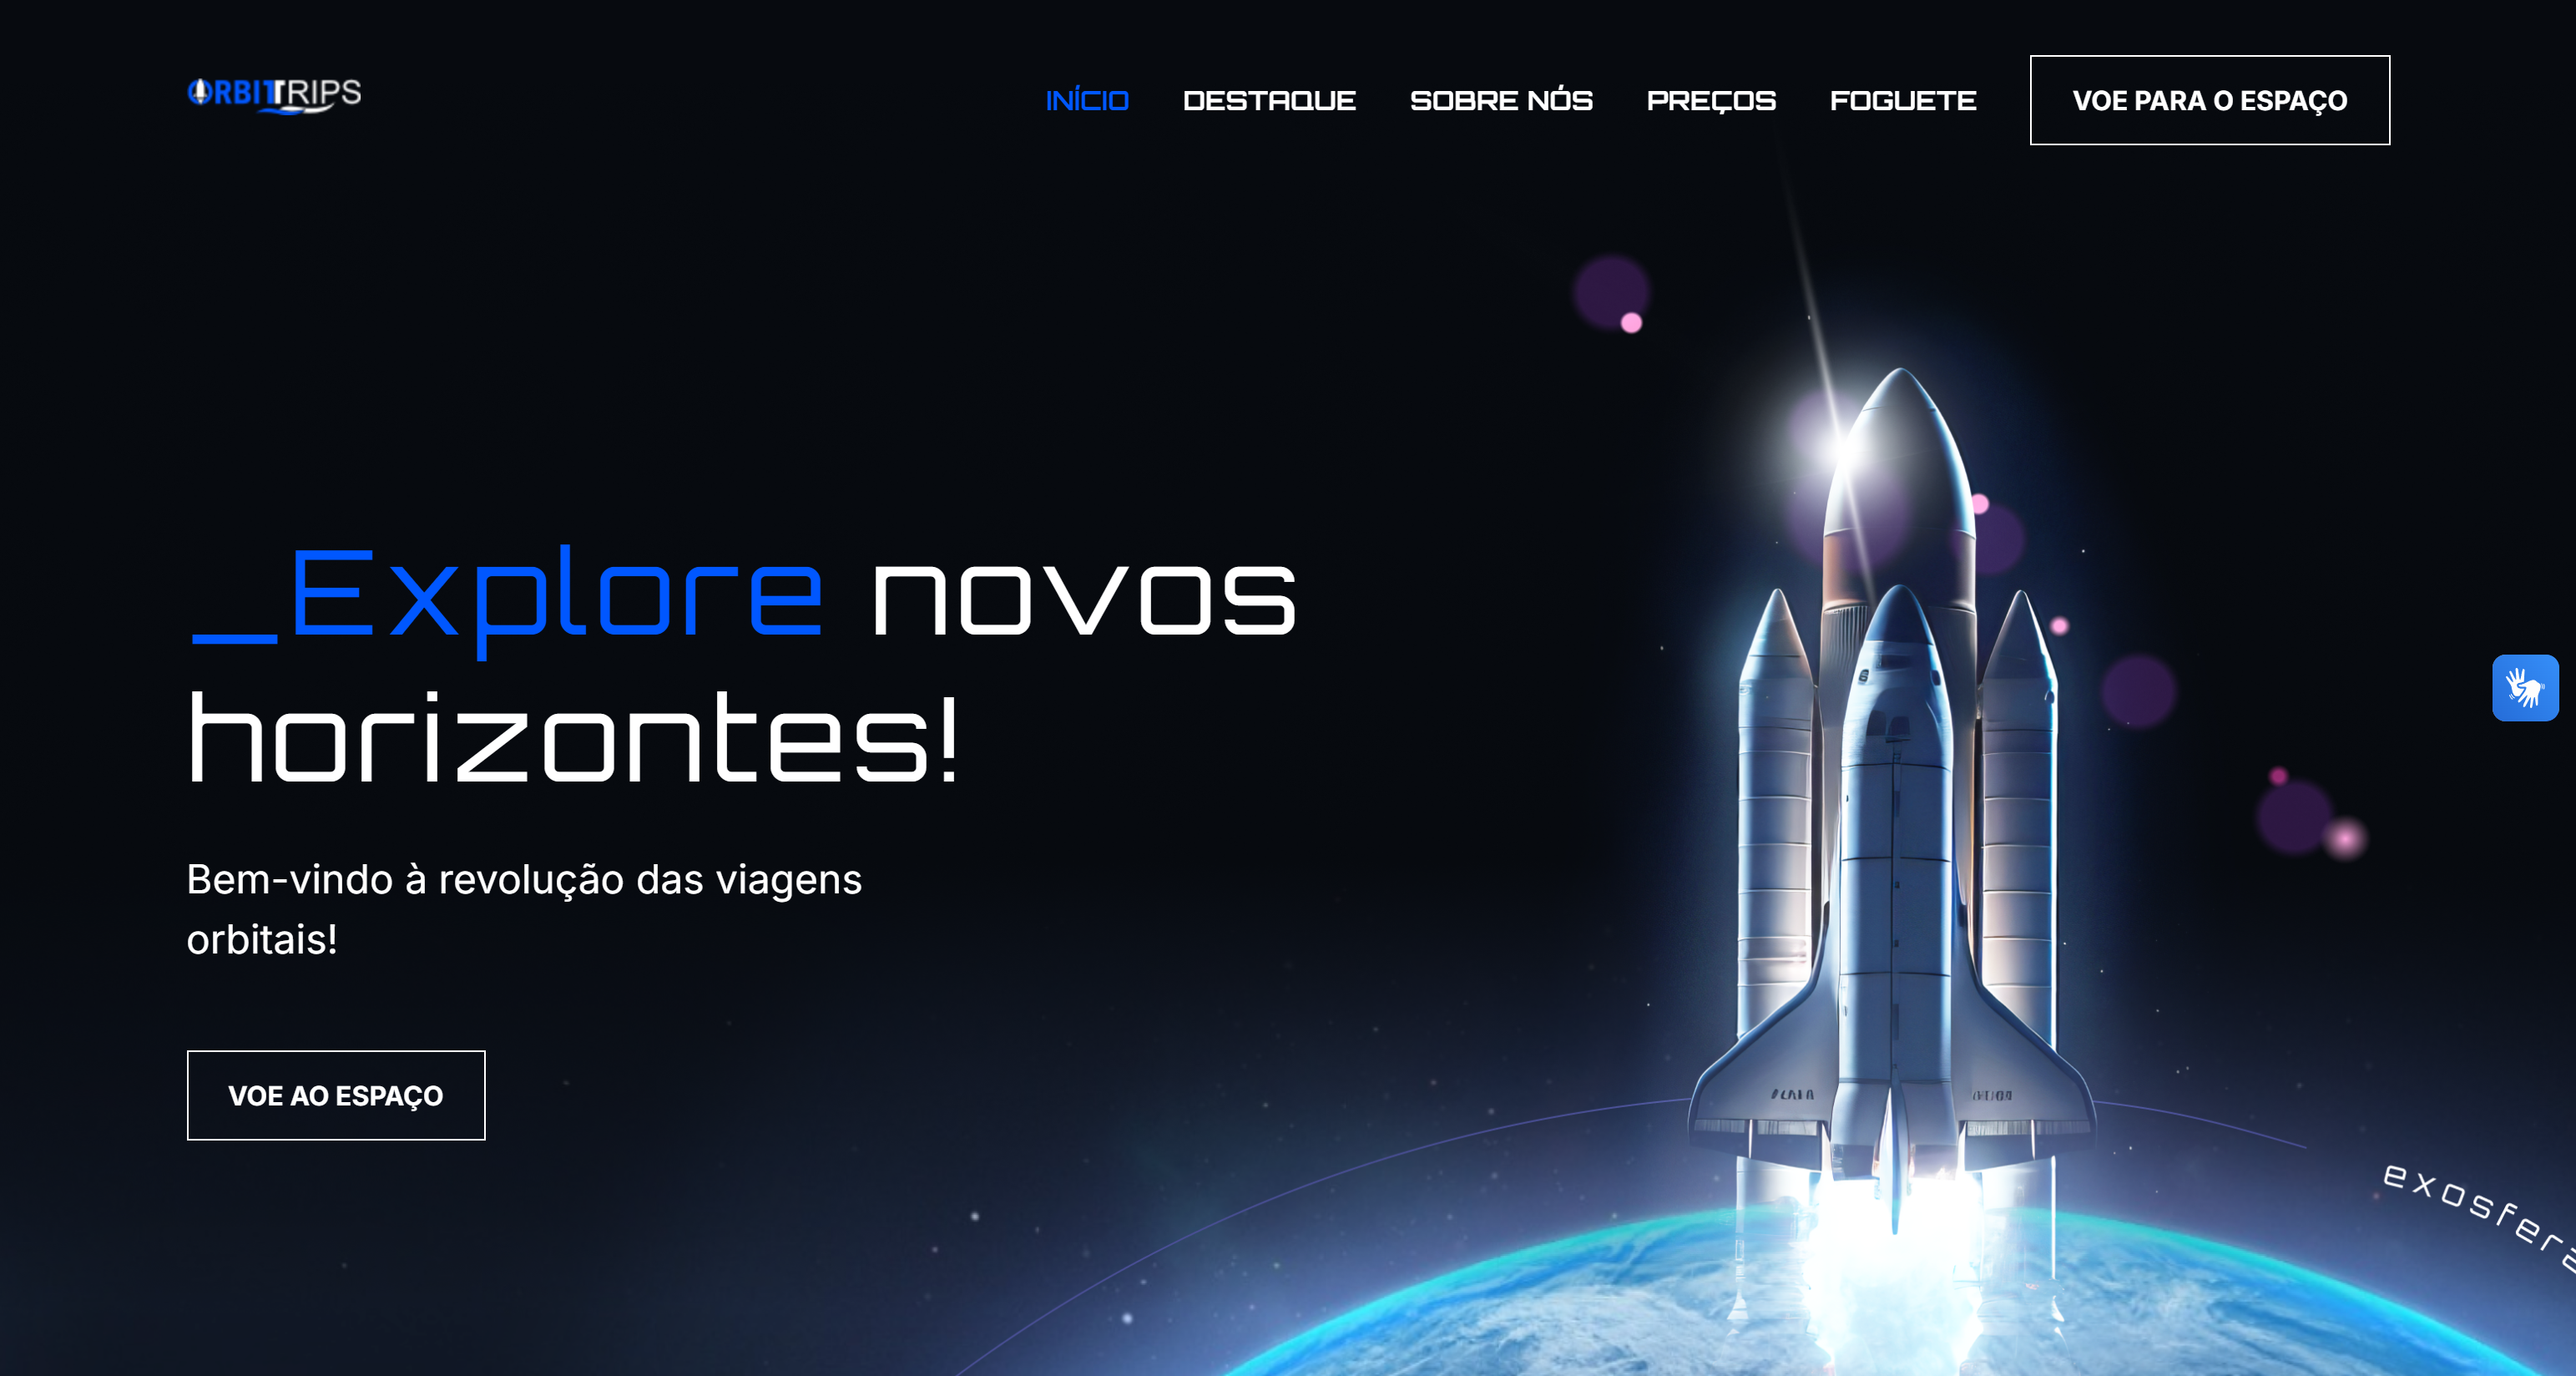 ORBITTRIPS
INÍCIO DESTAQUE SOBRE NÓS PREÇOS FOGUETE VOE PARA O ESPAÇO
_Explore novos
horizontes!
Bem-vindo à revolução das viagens
orbitais!
VOE AO ESPAÇO
exosfera